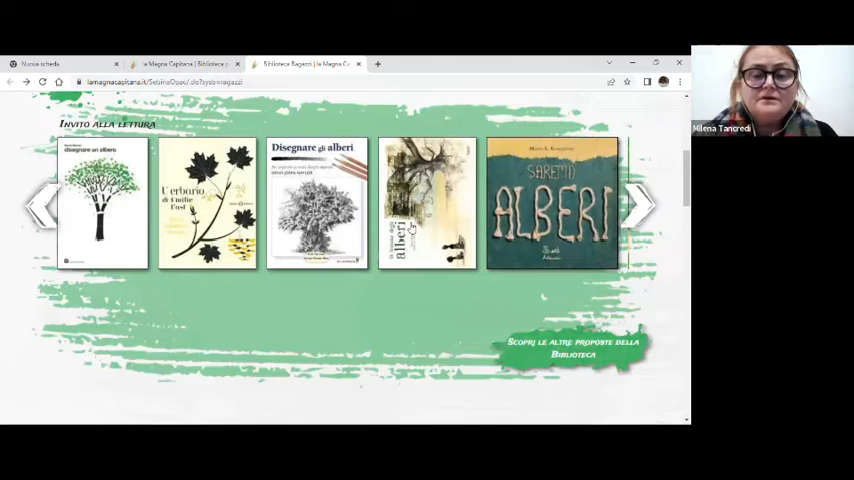 Nuova scheda
la Magna Capitana | Biblioteca p
Biblioteca Ragazzi | la Magna C
lamagnacapitana.it/SebinaOpac/.do?sysb=ragazzi
Milena Tancredi
INVITO ALLA LETTURA
disegnare un albero
L'erbario
di Emilie
Vast
Disegnare gli alberi
alberi
SAREMO
ALBERI
SCOPRI LE ALTRE PROPOSTE DELLA
BIBLIOTECA